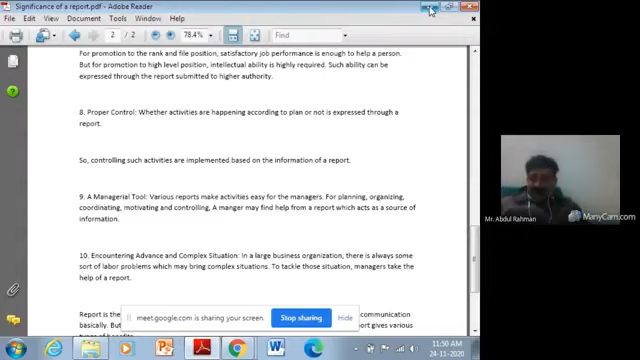 Significance of a report.pdf - Adobe Reader
File Edit View Document Tools Window Help
2 / 2 78.4% Find
For promotion to the rank and file position, satisfactory job performance is enough to help a person.
But for promotion to high level position, intellectual ability is highly required. Such ability can be
expressed through the report submitted to higher authority.
8. Proper Control: Whether activities are happening according to plan or not is expressed through a
report.
So, controlling such activities are implemented based on the information of a report.
9. A Managerial Tool: Various reports make activities easy for the managers. For planning, organizing,
coordinating, motivating and controlling, A manger may find help from a report which acts as a source of
information.
10. Encountering Advance and Complex Situation: In a large business organization, there is always some
sort of labor problems which may bring complex situations. To tackle those situation, managers take the
help of a report.
Report is the
communication
basically. But
port gives various
types of benefits
meet.google.com is sharing your screen. Stop sharing Hide
Mr. Abdul Rahman
ManyCam.com
11:50 AM
24-11-2020